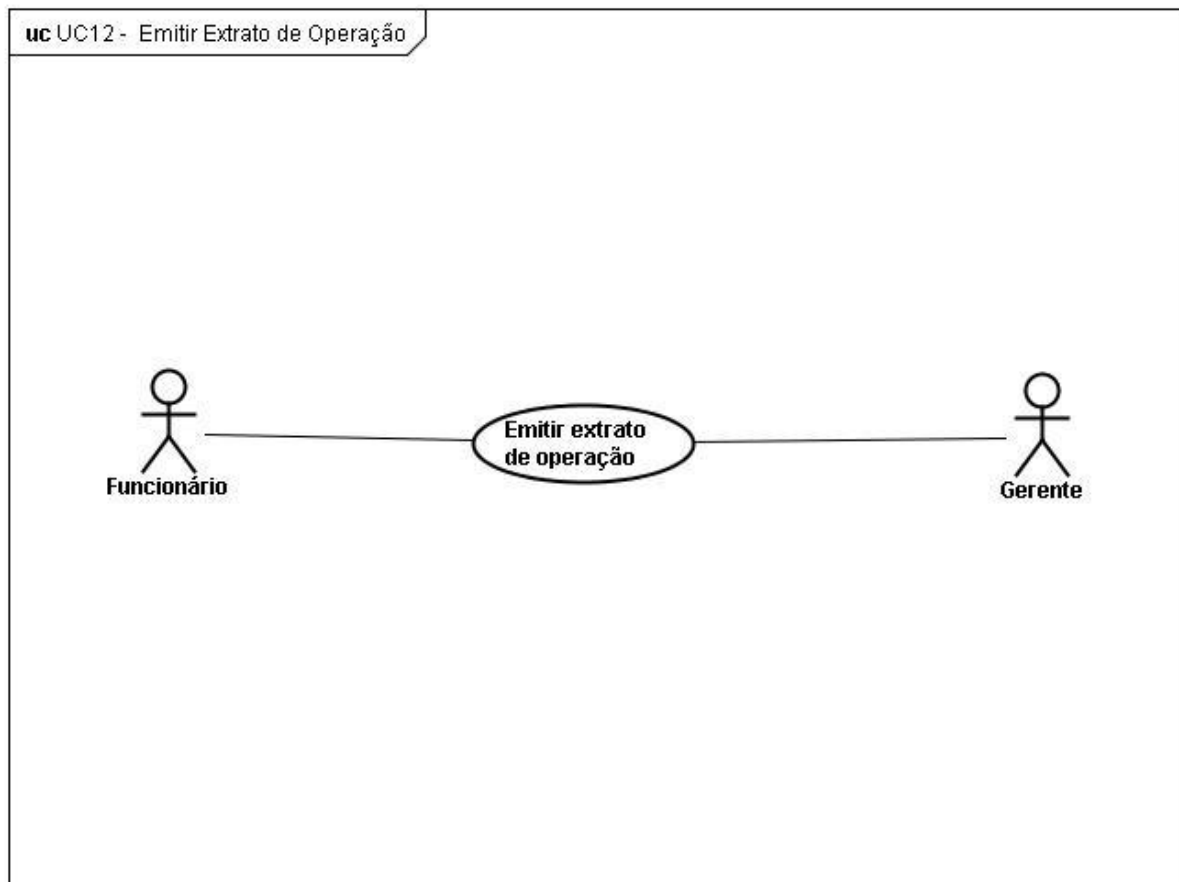 uc UC12 - Emitir Extrato de Operação
Emitir extrato
de operação
Funcionário
Gerente